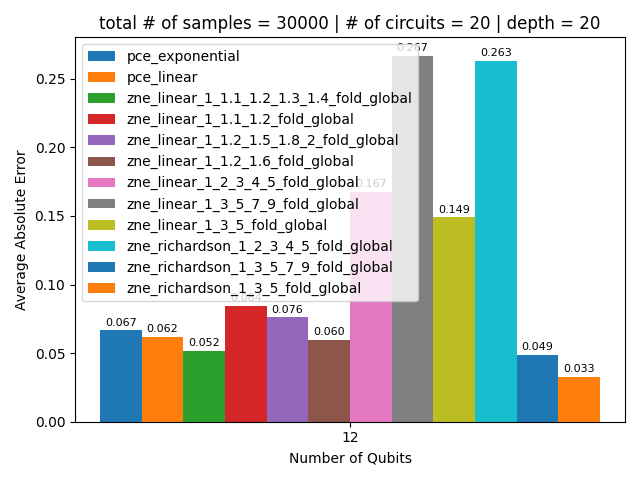 total # of samples = 30000 | # of circuits = 20 | depth = 20
pce_exponential
pce_linear
zne_linear_1_1.1_1.2_1.3_1.4_fold_global
zne_linear_1_1.1_1.2_fold_global
zne_linear_1_1.2_1.5_1.8_2_fold_global
zne_linear_1_1.2_1.6_fold_global
zne_linear_1_2_3_4_5_fold_global
zne_linear_1_3_5_7_9_fold_global
zne_linear_1_3_5_fold_global
zne_richardson_1_2_3_4_5_fold_global
zne_richardson_1_3_5_7_9_fold_global
zne_richardson_1_3_5_fold_global
0.067
0.062
0.052
0.084
0.076
0.060
0.167
0.267
0.149
0.263
0.049
0.033
Average Absolute Error
0.25
0.20
0.15
0.10
0.05
0.00
12
Number of Qubits